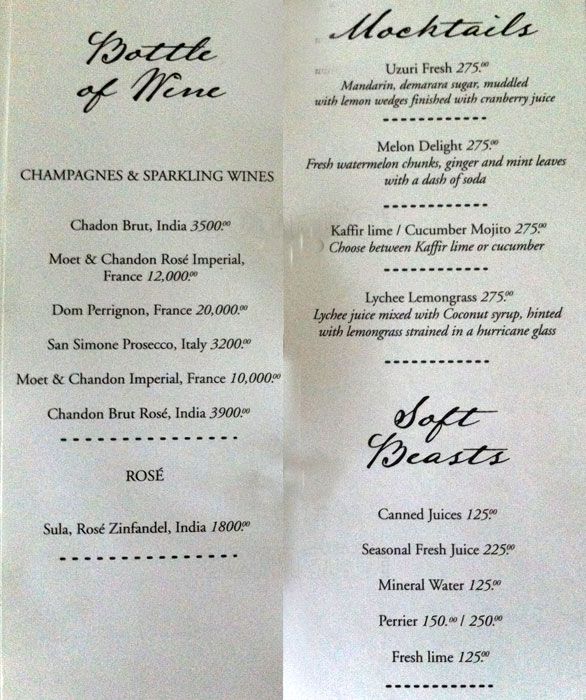 Bottle
of Wine
CHAMPAGNES & SPARKLING WINES
Chadon Brut, India 3500.00
Moet & Chandon Rosé Imperial,
France 12,000.00
Dom Perrignon, France 20,000.00
San Simone Prosecco, Italy 3200.00
Moet & Chandon Imperial, France 10,000.00
Chandon Brut Rosé, India 3900.00
ROSÉ
Sula, Rosé Zinfandel, India 1800.00
Mocktails
Uzuri Fresh 275.00
Mandarin, demarara sugar, muddled
with lemon wedges finished with cranberry juice
Melon Delight 275.00
Fresh watermelon chunks, ginger and mint leaves
with a dash of soda
Kaffir lime / Cucumber Mojito 275.00
Choose between Kaffir lime or cucumber
Lychee Lemongrass 275.00
Lychee juice mixed with Coconut syrup, hinted
with lemongrass strained in a hurricane glass
Soft
Beasts
Canned Juices 125.00
Seasonal Fresh Juice 225.00
Mineral Water 125.00
Perrier 150.00 / 250.00
Fresh lime 125.00